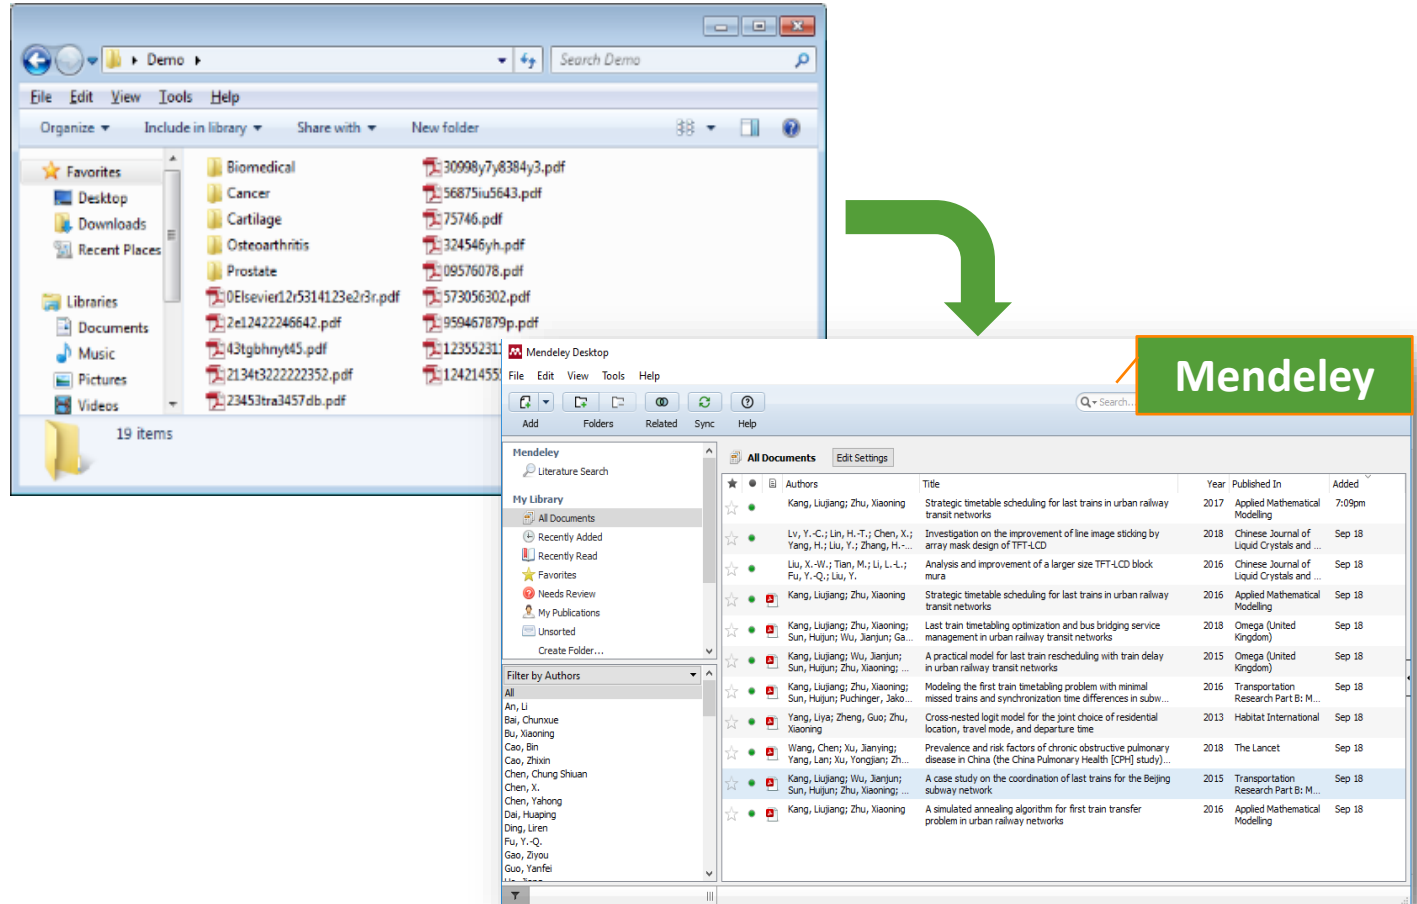 Demo
Search Demo
File Edit View Tools Help
Organize Include in library Share with New folder
Favorites
Desktop
Downloads
Recent Places
Libraries
Documents
Music
Pictures
Videos
Biomedical
Cancer
Cartilage
Osteoarthritis
Prostate
0Elsevier12r5314123e2r3r.pdf
2e12422246642.pdf
43tgbhnyt45.pdf
2134t3222222352.pdf
23453tra3457db.pdf
30998y7y8384y3.pdf
56875iu5643.pdf
75746.pdf
324546yh.pdf
09576078.pdf
573056302.pdf
959467879p.pdf
19 items
Mendeley
Mendeley Desktop
File Edit View Tools Help
Search...
Add Folders Related Sync Help
Mendeley
Literature Search
My Library
All Documents
Recently Added
Recently Read
Favorites
Needs Review
My Publications
Unsorted
Create Folder...
Filter by Authors
All
An, Li
Bai, Chunxue
Bu, Xiaoning
Cao, Bin
Cao, Zhixin
Chen, Chung Shiuan
Chen, X.
Chen, Yahong
Dai, Huaping
Ding, Liren
Fu, Y.-Q.
Gao, Ziyou
Guo, Yanfei
All Documents Edit Settings
Authors Title Year Published In Added
Kang, Liujiang; Zhu, Xiaoning Strategic timetable scheduling for last trains in urban railway 2017 Applied Mathematical 7:09pm
transit networks Modelling
Lv, Y.-C.; Lin, H.-T.; Chen, X.; Investigation on the improvement of line image sticking by 2018 Chinese Journal of Sep 18
Yang, H.; Liu, Y.; Zhang, H.-... array mask design of TFT-LCD Liquid Crystals and ...
Liu, X.-W.; Tian, M.; Li, L.-L.; Analysis and improvement of a larger size TFT-LCD block 2016 Chinese Journal of Sep 18
Fu, Y.-Q.; Liu, Y. mura Liquid Crystals and ...
Kang, Liujiang; Zhu, Xiaoning Strategic timetable scheduling for last trains in urban railway 2016 Applied Mathematical Sep 18
transit networks Modelling
Kang, Liujiang; Zhu, Xiaoning; Last train timetabling optimization and bus bridging service 2018 Omega (United Sep 18
Sun, Huijun; Wu, Jianjun; Ga... management in urban railway transit networks Kingdom)
Kang, Liujiang; Wu, Jianjun; A practical model for last train rescheduling with train delay 2015 Omega (United Sep 18
Sun, Huijun; Zhu, Xiaoning; ... in urban railway transit networks Kingdom)
Kang, Liujiang; Zhu, Xiaoning; Modeling the first train timetabling problem with minimal 2016 Transportation Sep 18
Sun, Huijun; Puchinger, Jako... missed trains and synchronization time differences in subw... Research Part B: M...
Yang, Liya; Zheng, Guo; Zhu, Cross-nested logit model for the joint choice of residential 2013 Habitat International Sep 18
Xiaoning location, travel mode, and departure time
Wang, Chen; Xu, Jianying; Prevalence and risk factors of chronic obstructive pulmonary 2018 The Lancet Sep 18
Yang, Lan; Xu, Yongjian; Zh... disease in China (the China Pulmonary Health [CPH] study)...
Kang, Liujiang; Wu, Jianjun; A case study on the coordination of last trains for the Beijing 2015 Transportation Sep 18
Sun, Huijun; Zhu, Xiaoning; ... subway network Research Part B: M...
Kang, Liujiang; Zhu, Xiaoning A simulated annealing algorithm for first train transfer 2016 Applied Mathematical Sep 18
problem in urban railway networks Modelling